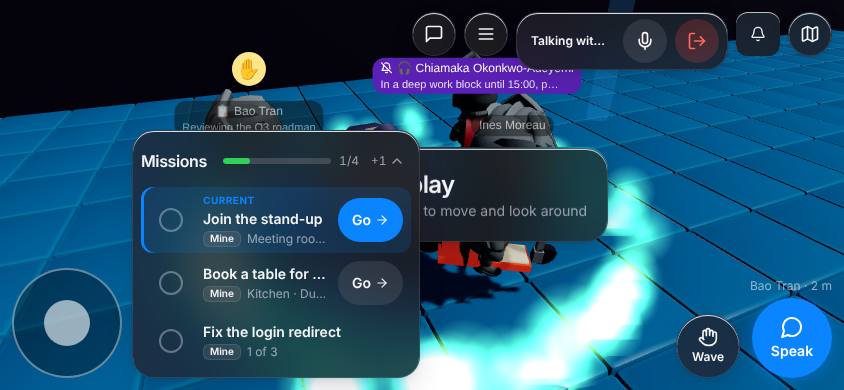 Talking wit...
🎧 Chiamaka Okonkwo-Adeyemi
In a deep work block until 15:00, p...
Bao Tran
Reviewing the Q3 roadmap
Ines Moreau
Missions
1/4
+1
play
to move and look around
CURRENT
Join the stand-up
Mine
Meeting roo...
Go →
Book a table for ...
Mine
Kitchen · Du...
Go →
Fix the login redirect
Mine
1 of 3
Bao Tran · 2 m
Wave
Speak